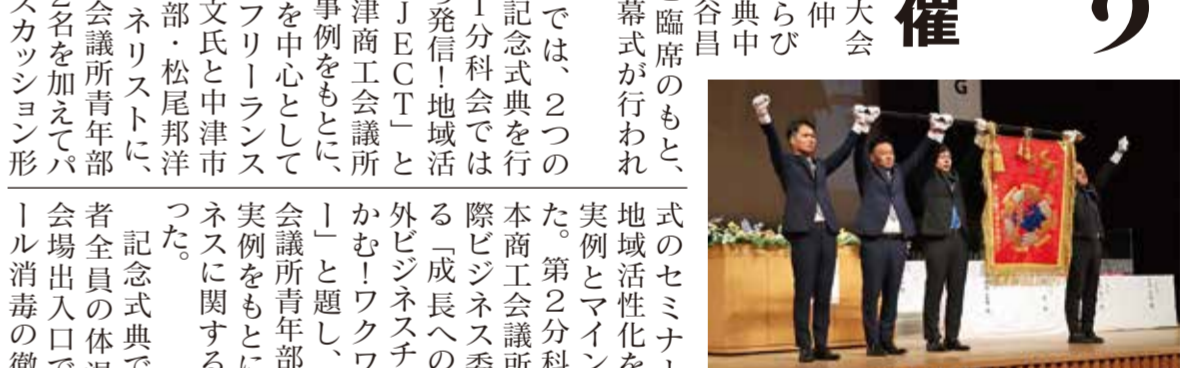 り
催
大会
仲
らび
典中
谷昌
ご臨席のもと、
幕式が行われ
では、2つの
記念式典を行
1分科会では
発信！地域活
JECT」と
津商工会議所
事例をもとに、
を中心として
フリーランス
文氏と中津市
部・松尾邦洋
ネリストに、
会議所青年部
2名を加えてパ
スカッション形
式のセミナー
地域活性化を
実例とマイン
た。第2分科
本商工会議所
際ビジネス委
る「成長への
外ビジネスチ
かむ！ワクワ
ー」と題し、
会議所青年部
実例をもとに
ネスに関する
った。
記念式典で
者全員の体温
会場出入口で
ール消毒の徹
G